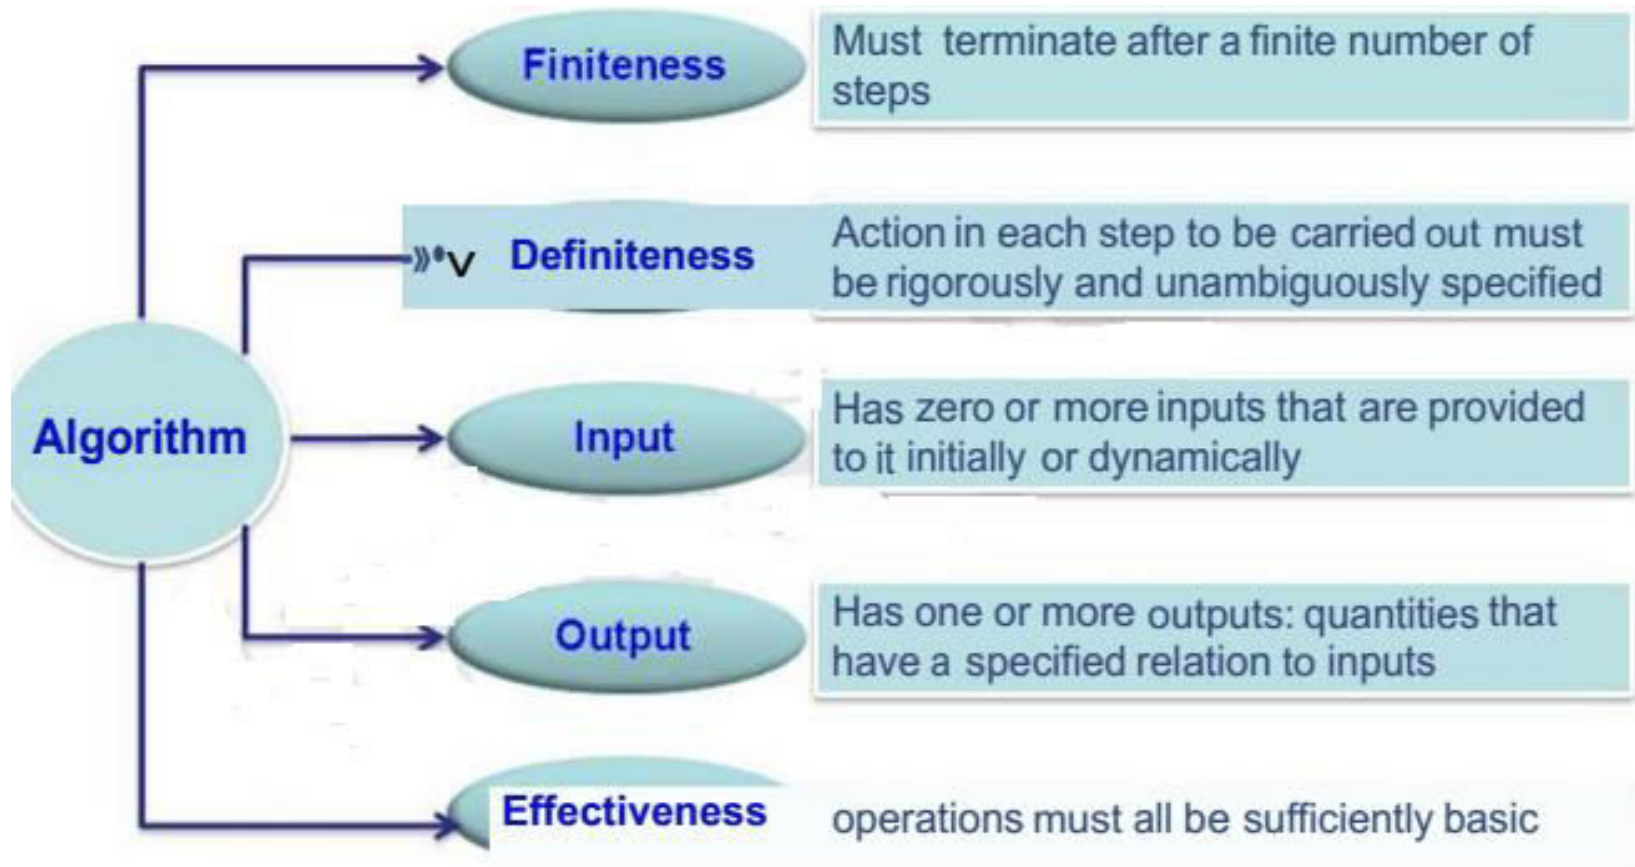 Finiteness
Must terminate after a finite number of
steps
»•V Definiteness
Action in each step to be carried out must
be rigorously and unambiguously specified
Algorithm
Input
Has zero or more inputs that are provided
to it initially or dynamically
Output
Has one or more outputs: quantities that
have a specified relation to inputs
Effectiveness
operations must all be sufficiently basic